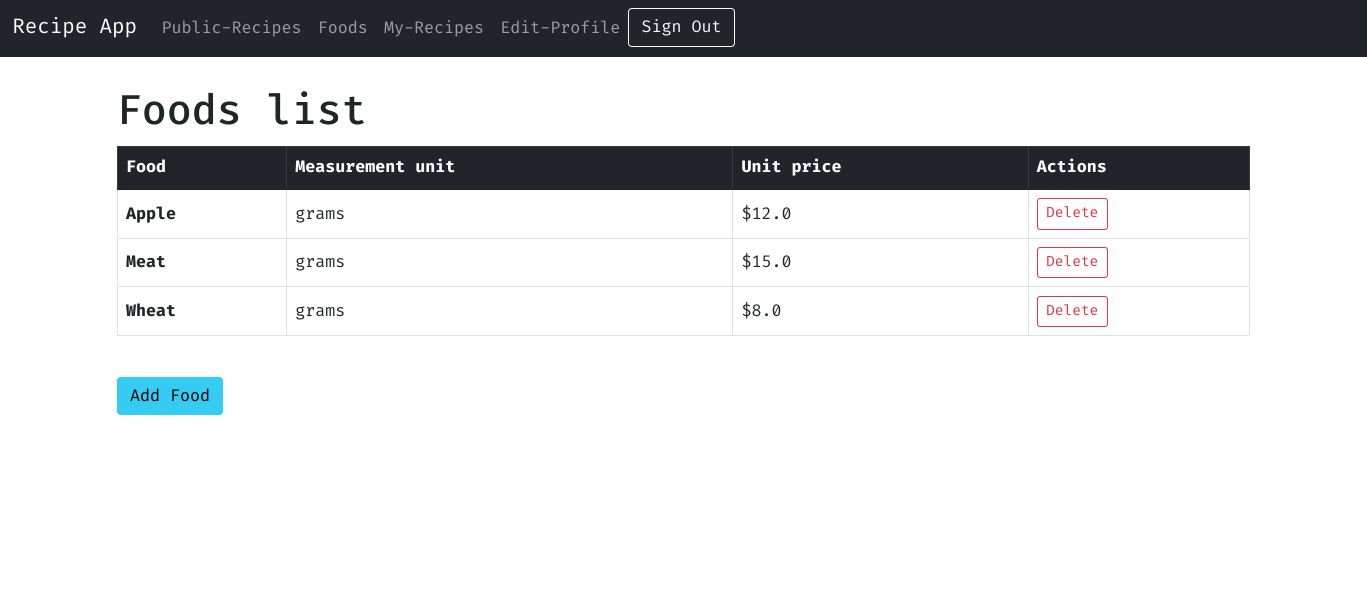 Recipe App Public-Recipes Foods My-Recipes Edit-Profile Sign Out
Foods list
Food Measurement unit Unit price Actions
Apple grams $12.0 Delete
Meat grams $15.0 Delete
Wheat grams $8.0 Delete
Add Food